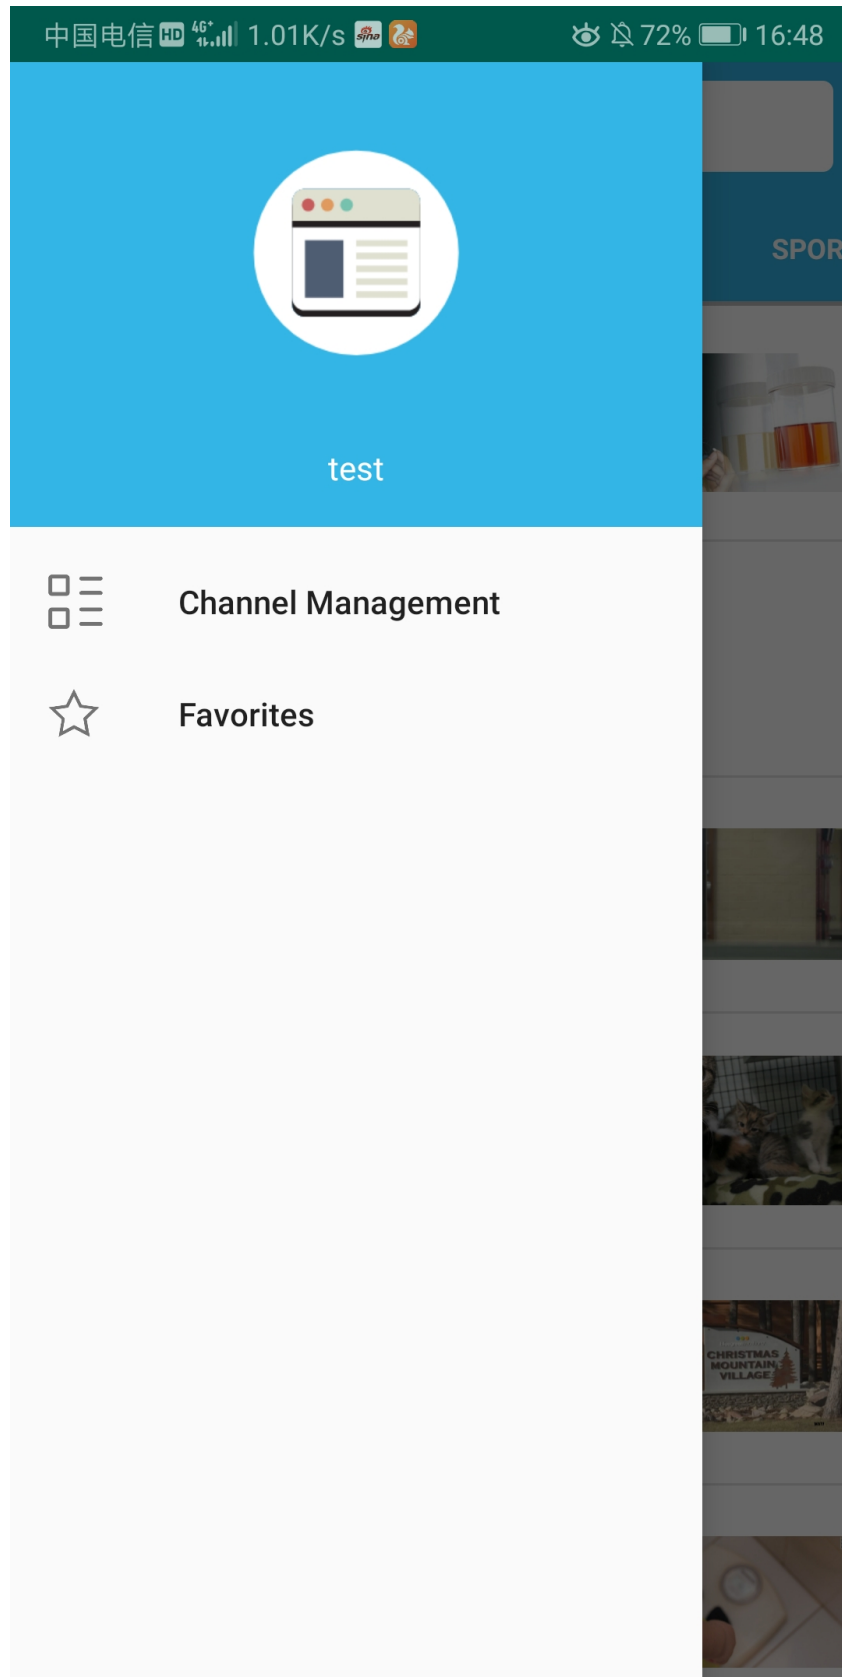 中国电信 HD 4G+ 1.01K/s sina 72% 16:48
SPOR
test
Channel Management
Favorites
CHRISTMAS
MOUNTAIN
VILLAGE